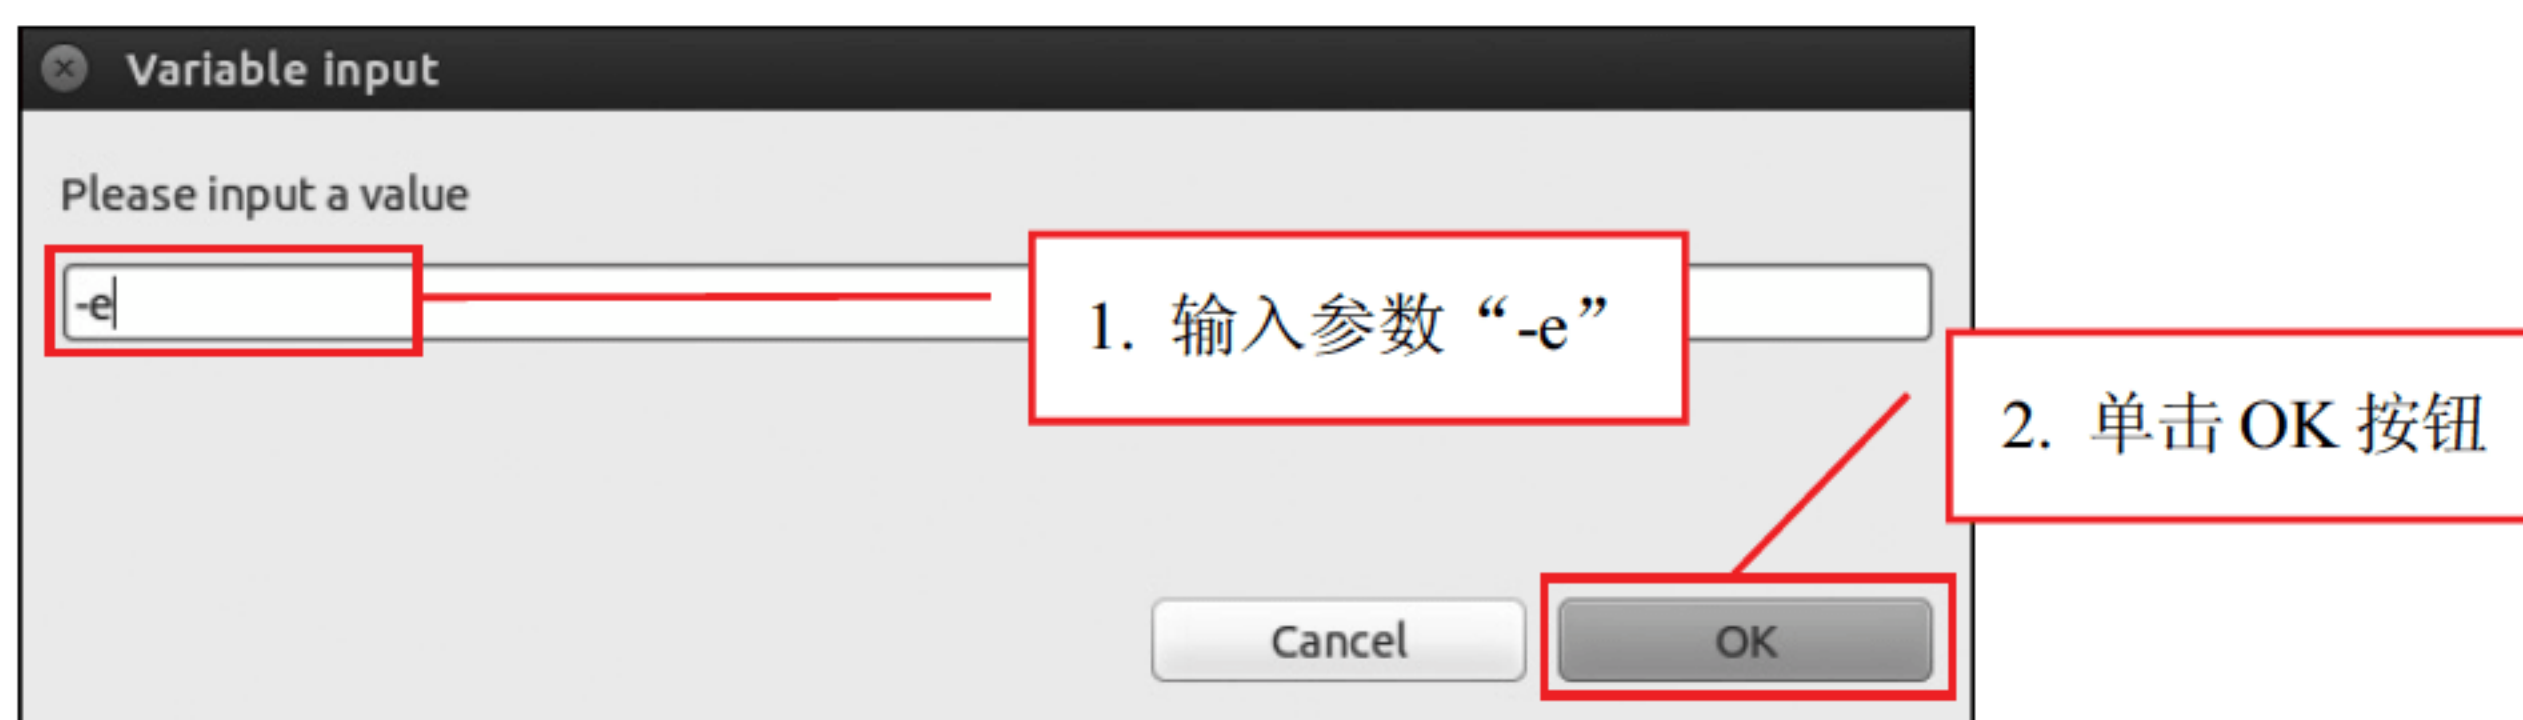 Variable input
Please input a value
-e
1. 输入参数“-e”
2. 单击 OK 按钮
Cancel
OK